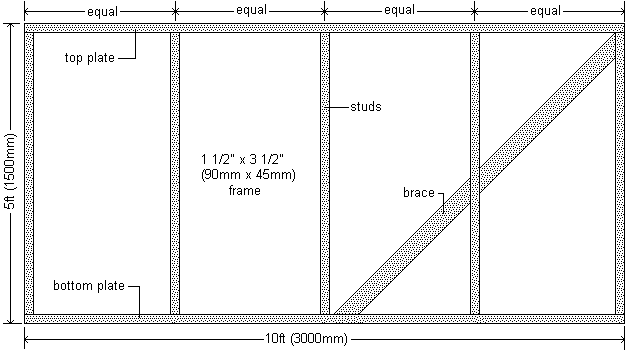 equal equal equal equal
top plate
studs
1 1/2" x 3 1/2"
(90mm x 45mm)
frame
5ft (1500mm)
brace
bottom plate
10ft (3000mm)